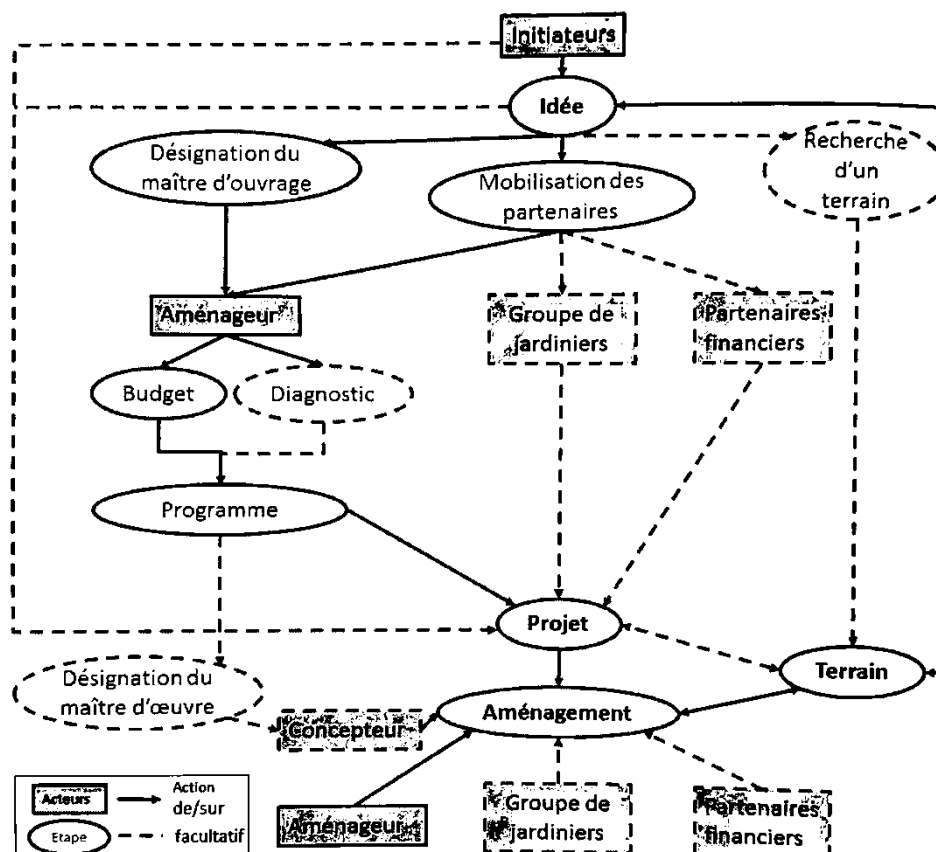 Initiateurs
Idée
Désignation du
maître d'ouvrage
Mobilisation des
partenaires
Recherche
d'un
terrain
Aménageur
Groupe de
jardiniers
Partenaires
financiers
Budget
Diagnostic
Programme
Projet
Terrain
Désignation du
maître d'œuvre
Concepteur
Aménagement
Aménageur
Groupe de
jardiniers
Partenaires
financiers
Acteurs
Action
de/sur
Etape
facultatif